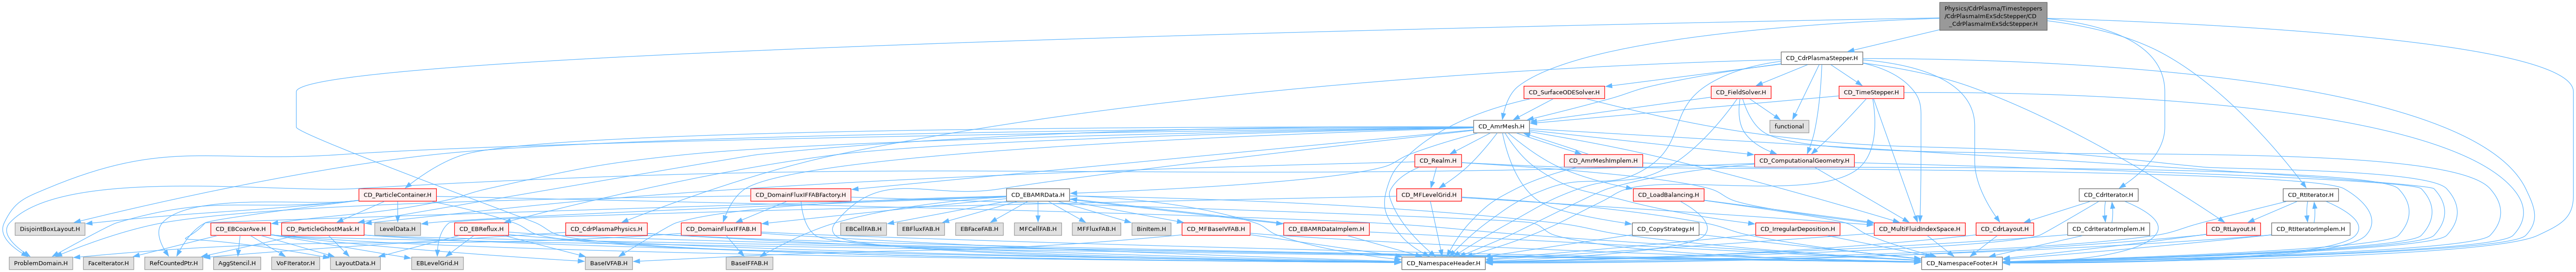 Physics/CdrPlasma/Timesteppers
/CdrPlasmaImExSdcStepper/CD
_CdrPlasmaImExSdcStepper.H
CD_CdrPlasmaStepper.H
CD_SurfaceODESolver.H
CD_FieldSolver.H
CD_TimeStepper.H
CD_AmrMesh.H
functional
CD_Realm.H
CD_AmrMeshImplem.H
CD_ComputationalGeometry.H
CD_ParticleContainer.H
CD_DomainFluxIFFABFactory.H
CD_EBAMRData.H
CD_MFLevelGrid.H
CD_LoadBalancing.H
CD_CdrIterator.H
CD_RtIterator.H
DisjointBoxLayout.H
CD_EBCoarAve.H
CD_ParticleGhostMask.H
LevelData.H
CD_EBReflux.H
CD_CdrPlasmaPhysics.H
CD_DomainFluxIFFAB.H
EBCellFAB.H
EBFluxFAB.H
EBFaceFAB.H
MFCellFAB.H
MFFluxFAB.H
BinItem.H
CD_MFBaseIVFAB.H
CD_EBAMRDataImplem.H
CD_CopyStrategy.H
CD_IrregularDeposition.H
CD_MultiFluidIndexSpace.H
CD_CdrLayout.H
CD_CdrIteratorImplem.H
CD_RtLayout.H
CD_RtIteratorImplem.H
ProblemDomain.H
FaceIterator.H
RefCountedPtr.H
AggStencil.H
VoFIterator.H
LayoutData.H
EBLevelGrid.H
BaseIVFAB.H
CD_NamespaceHeader.H
BaseIFFAB.H
CD_NamespaceFooter.H